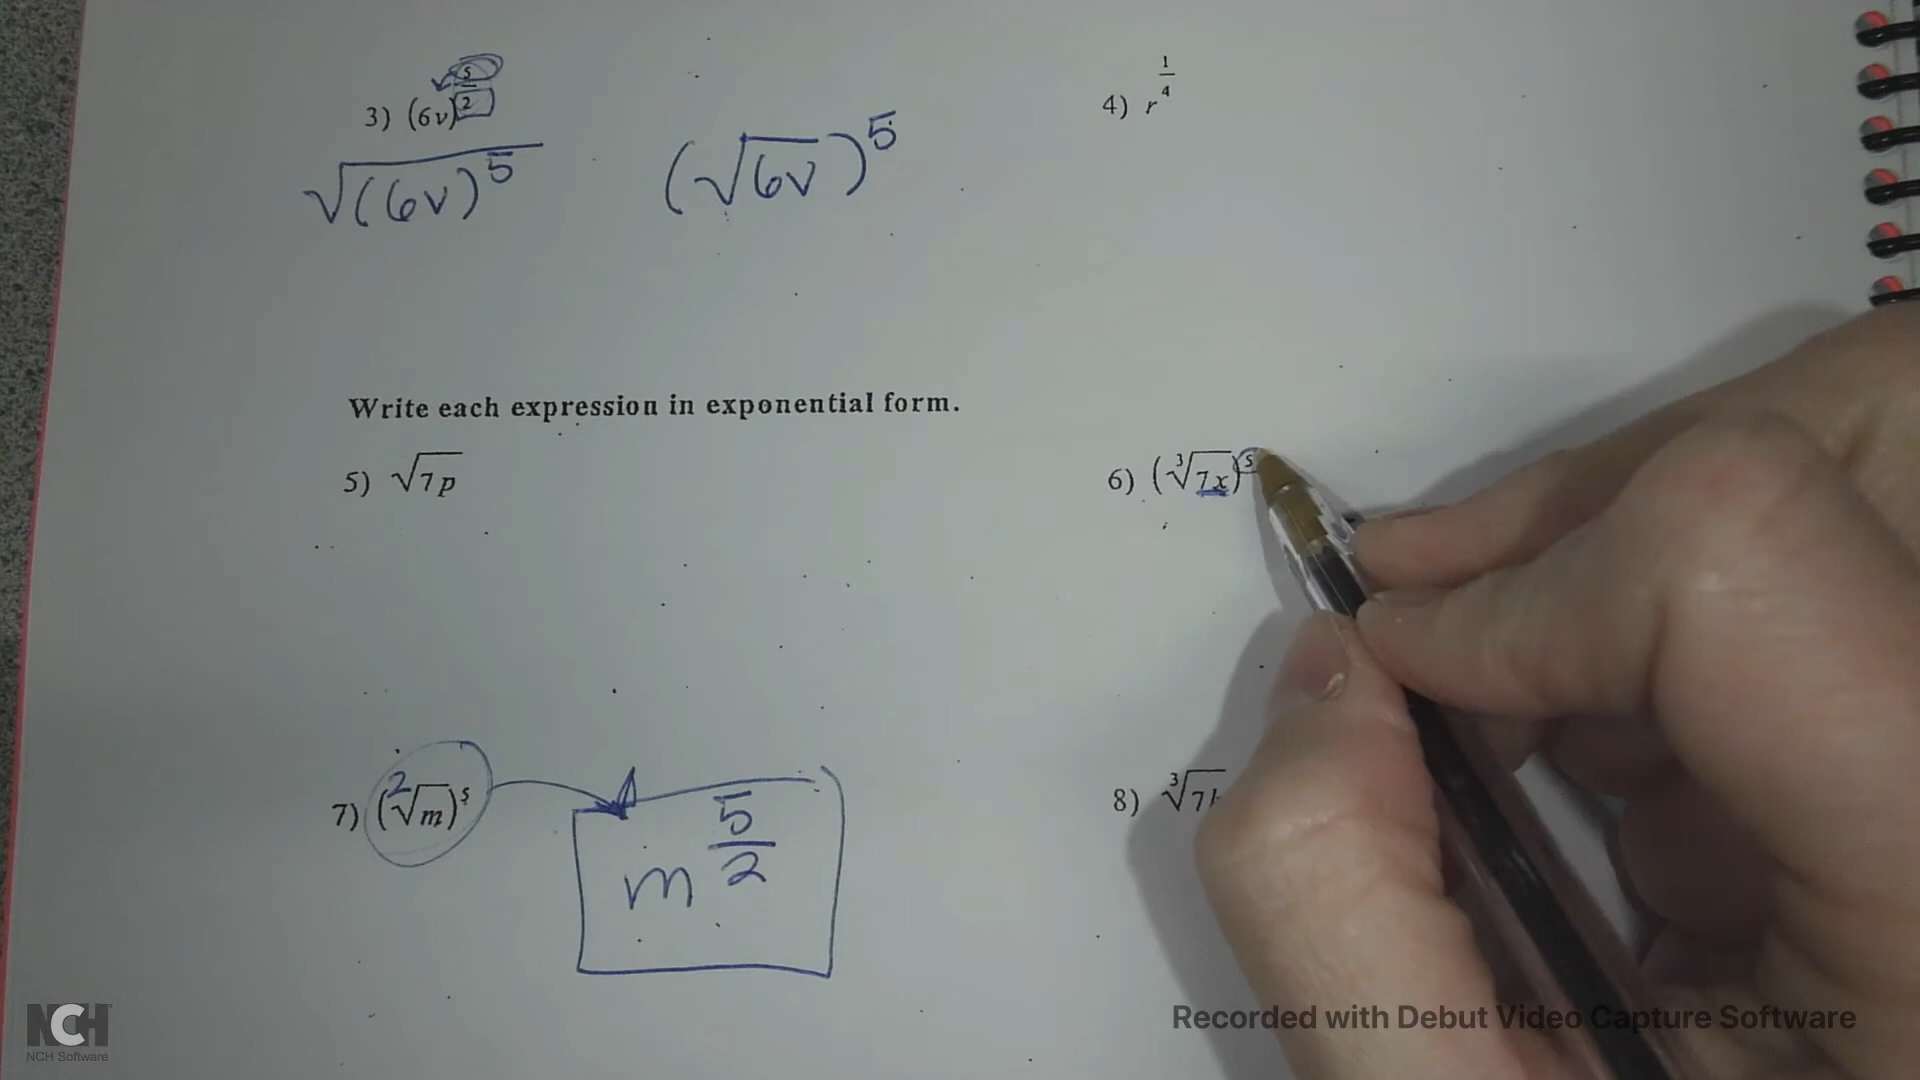 3) (6v)^(5/2)
√(6v)^5
(√6v)^5
4) r^(1/4)
Write each expression in exponential form.
5) √7p
6) (³√7x)^5
7) (²√m)^5
m^(5/2)
8) ³√7
NCH
NCH Software
Recorded with Debut Video Capture Software